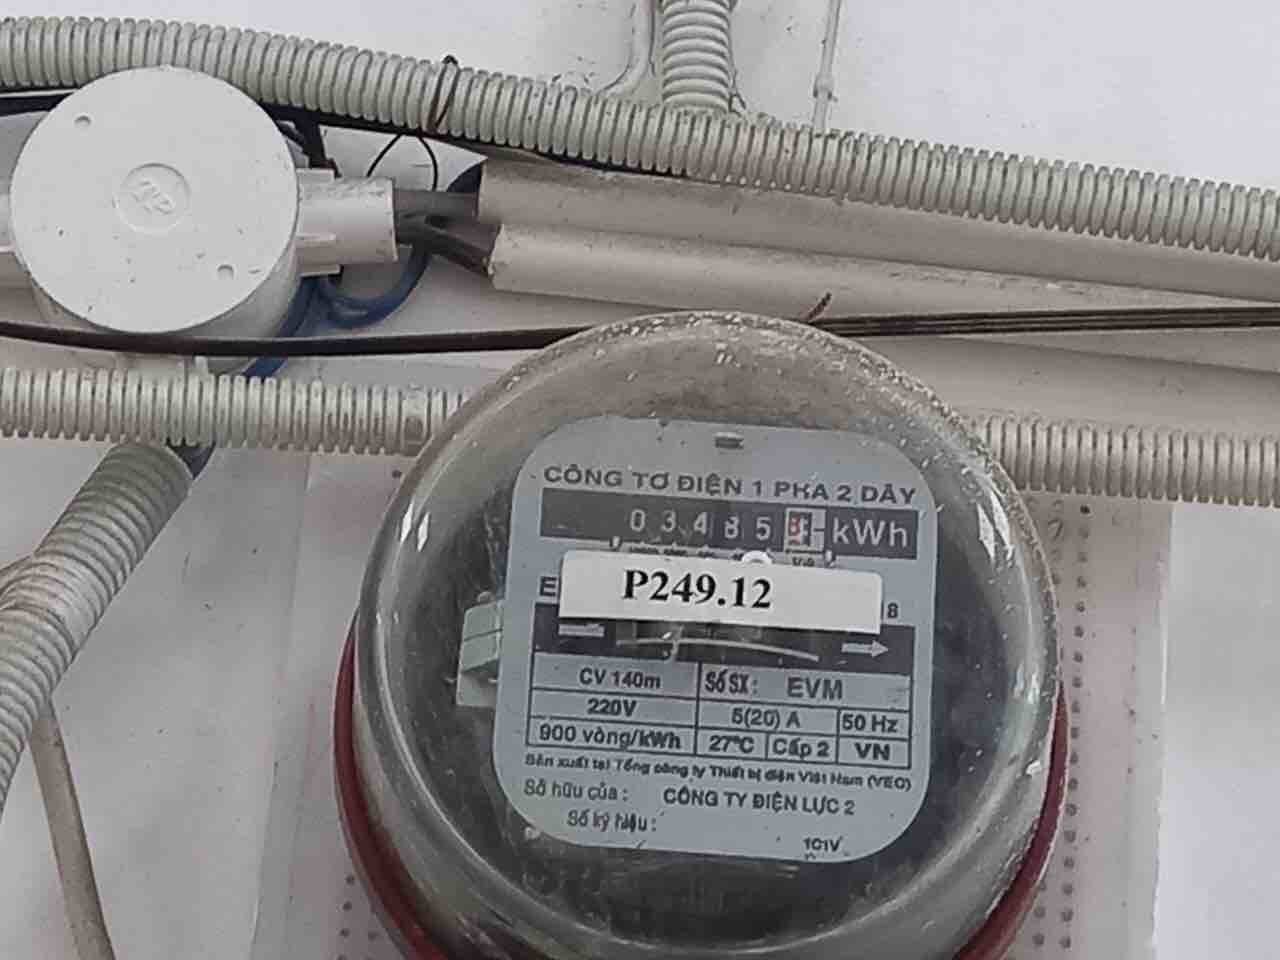 CÔNG TƠ ĐIỆN 1 PHA 2 DÂY
0 3 4 8 5 kWh
P249.12
E 8
CV 140m Số SX: EVM
220V 5(20) A 50 Hz
900 vòng/kWh 27°C Cấp 2 VN
Sản xuất tại Tổng công ty Thiết bị điện Việt Nam (VEC)
Sở hữu của: CÔNG TY ĐIỆN LỰC 2
Số ký hiệu:
1C1V